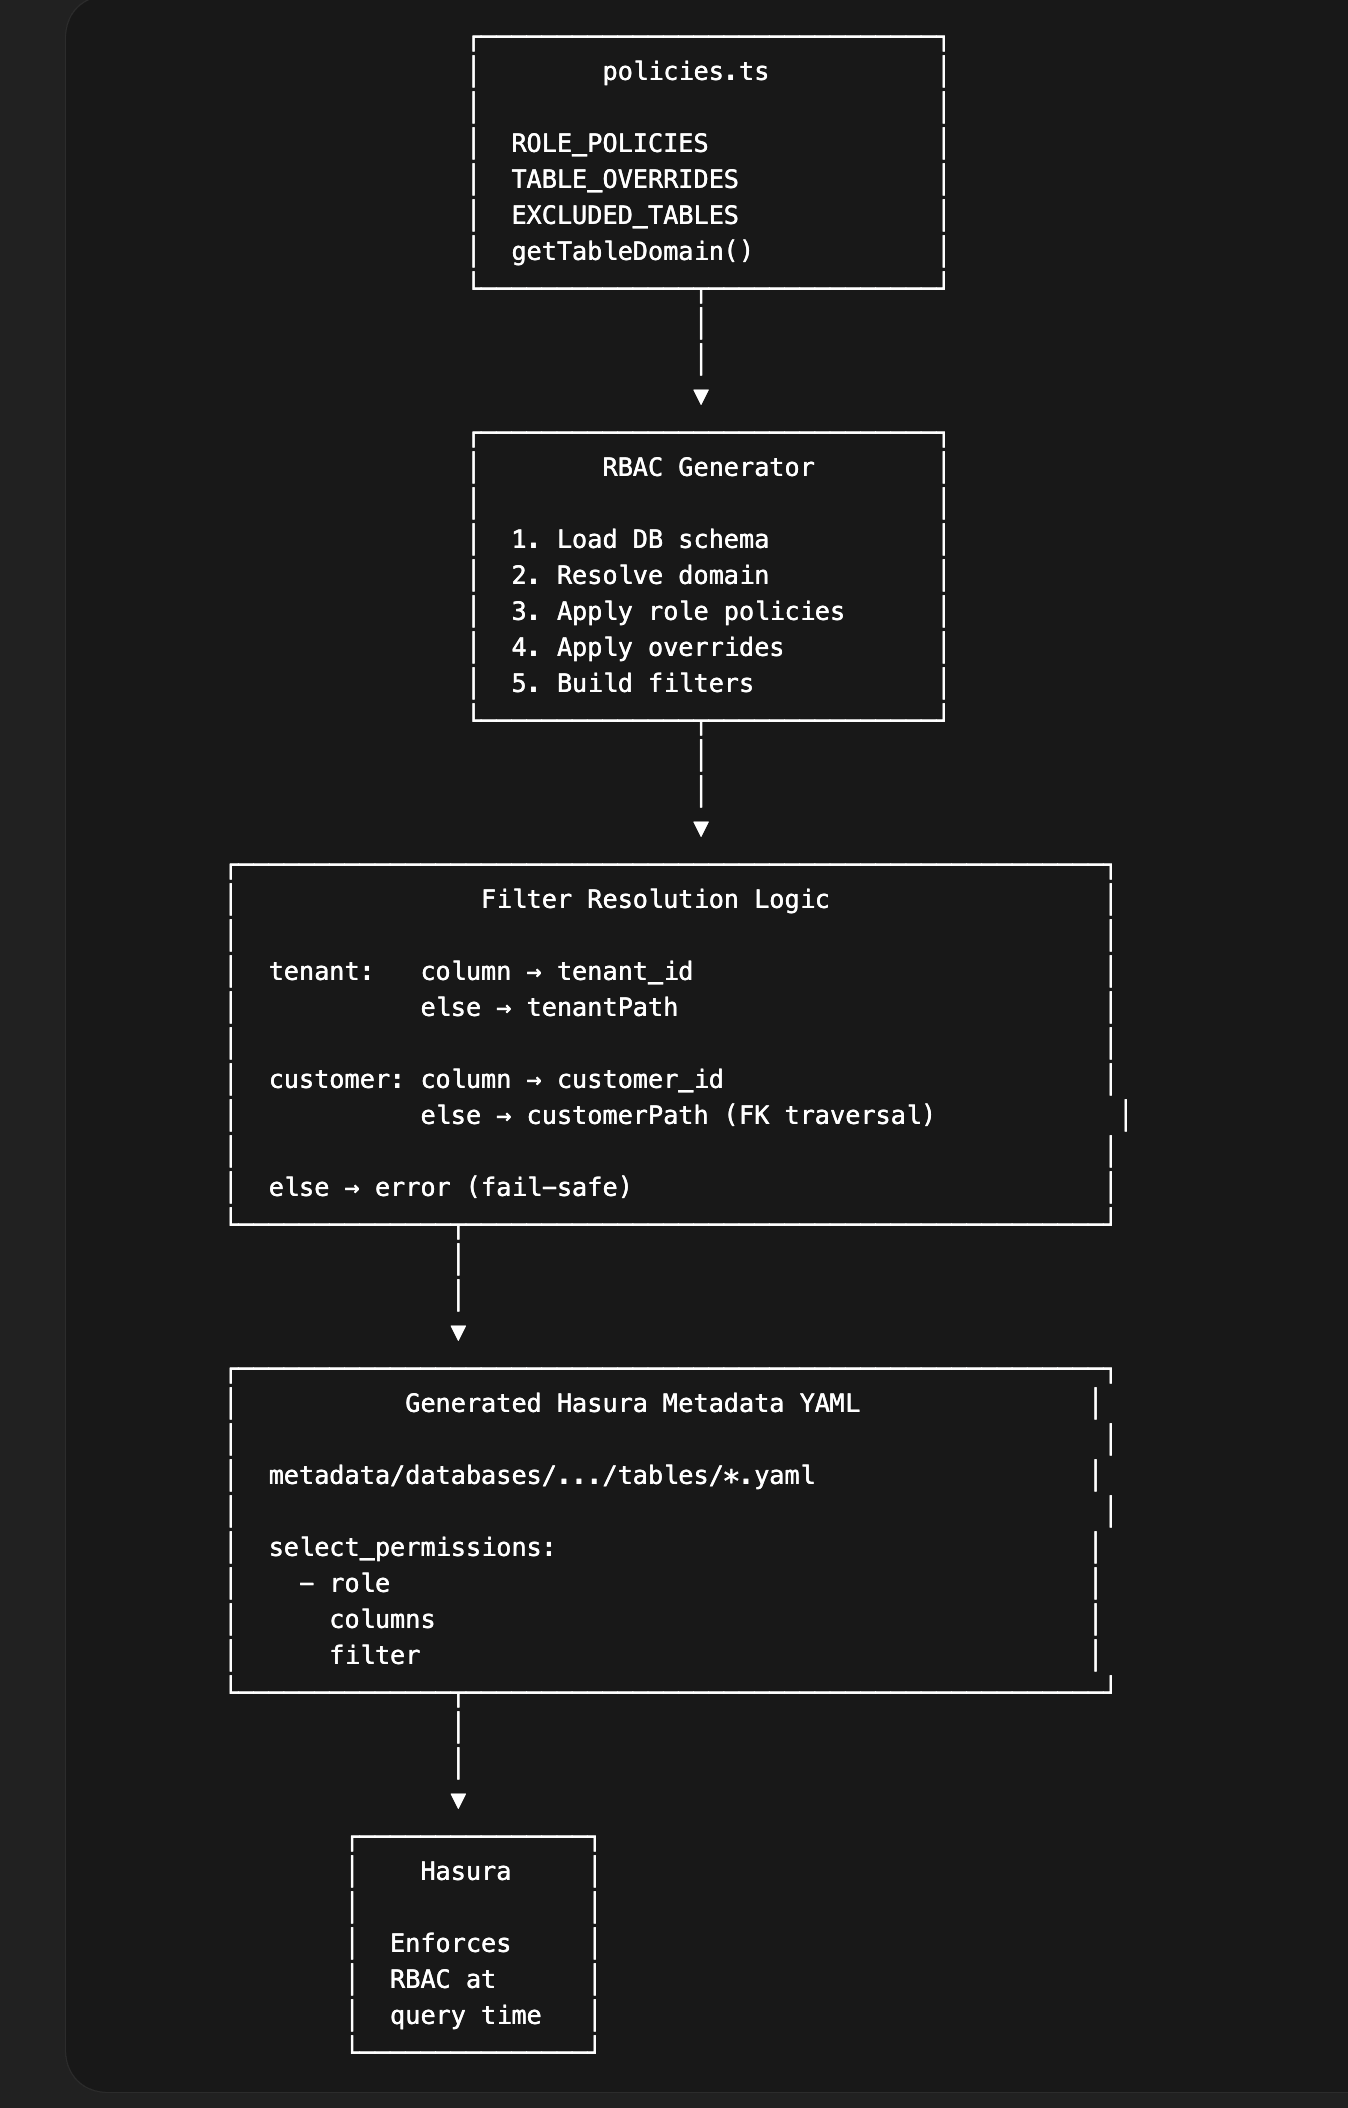 policies.ts
ROLE_POLICIES
TABLE_OVERRIDES
EXCLUDED_TABLES
getTableDomain()
▼
RBAC Generator
1. Load DB schema
2. Resolve domain
3. Apply role policies
4. Apply overrides
5. Build filters
▼
Filter Resolution Logic
tenant:   column → tenant_id
else → tenantPath
customer: column → customer_id
else → customerPath (FK traversal)
else → error (fail-safe)
▼
Generated Hasura Metadata YAML
metadata/databases/.../tables/*.yaml
select_permissions:
- role
columns
filter
▼
Hasura
Enforces
RBAC at
query time